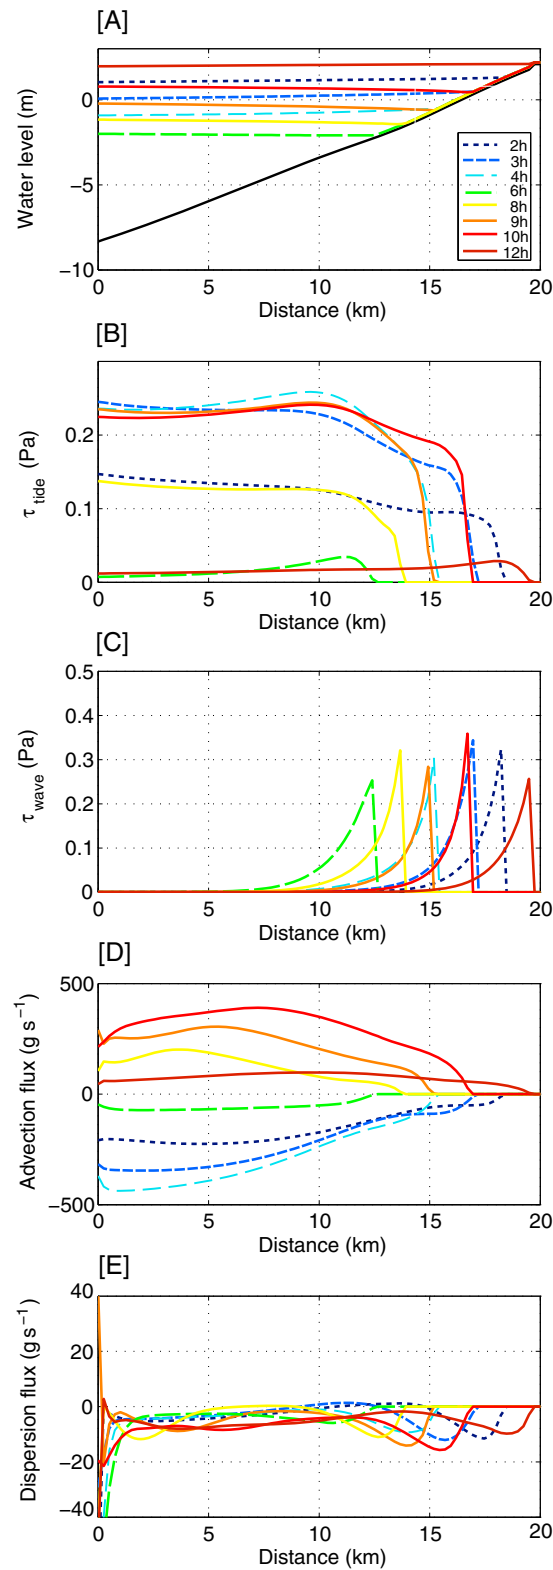 [A]
Water level (m)
0
−5
−10
2h
3h
4h
6h
8h
9h
10h
12h
0 5 10 15 20
Distance (km)
[B]
τ tide (Pa)
0.2
0.1
0
0 5 10 15 20
Distance (km)
[C]
τ wave (Pa)
0.5
0.4
0.3
0.2
0.1
0
0 5 10 15 20
Distance (km)
[D]
Advection flux (g s⁻¹)
500
0
−500
0 5 10 15 20
Distance (km)
[E]
Dispersion flux (g s⁻¹)
40
20
0
−20
−40
0 5 10 15 20
Distance (km)